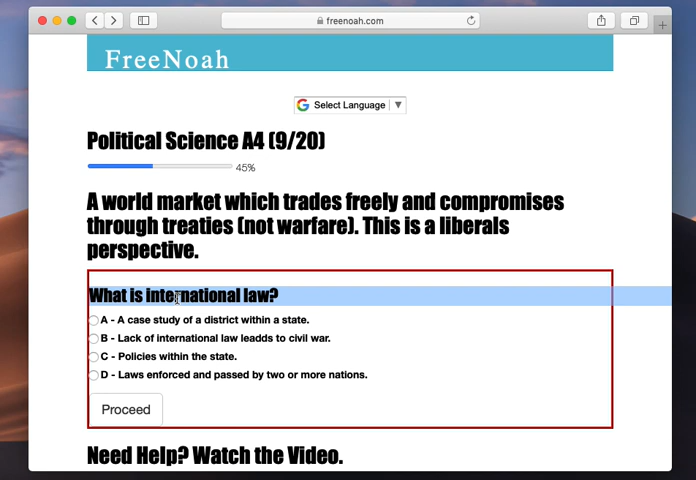 freenoah.com
FreeNoah
Select Language
Political Science A4 (9/20)
45%
A world market which trades freely and compromises
through treaties (not warfare). This is a liberals
perspective.
What is international law?
A - A case study of a district within a state.
B - Lack of international law leadds to civil war.
C - Policies within the state.
D - Laws enforced and passed by two or more nations.
Proceed
Need Help? Watch the Video.